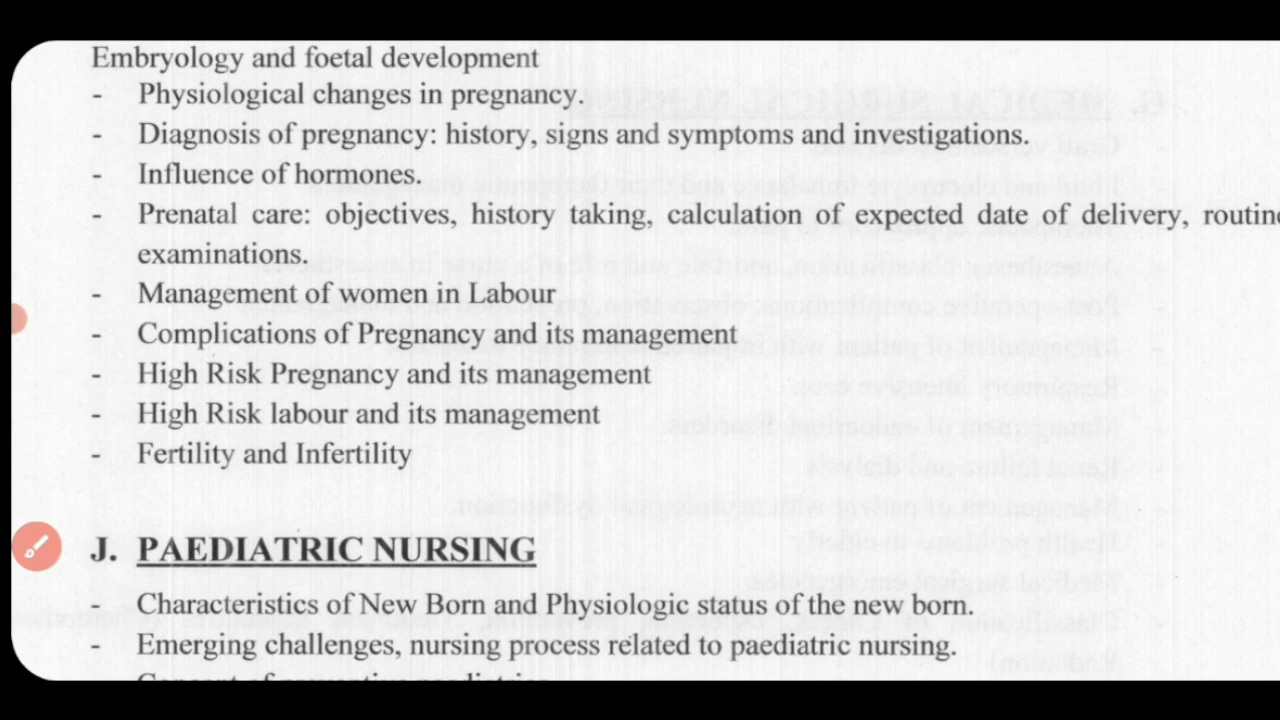 Embryology and foetal development
- Physiological changes in pregnancy.
- Diagnosis of pregnancy: history, signs and symptoms and investigations.
- Influence of hormones.
- Prenatal care: objectives, history taking, calculation of expected date of delivery, routine
examinations.
- Management of women in Labour
- Complications of Pregnancy and its management
- High Risk Pregnancy and its management
- High Risk labour and its management
- Fertility and Infertility
J. PAEDIATRIC NURSING
- Characteristics of New Born and Physiologic status of the new born.
- Emerging challenges, nursing process related to paediatric nursing.
Concept of preventive paediatrics